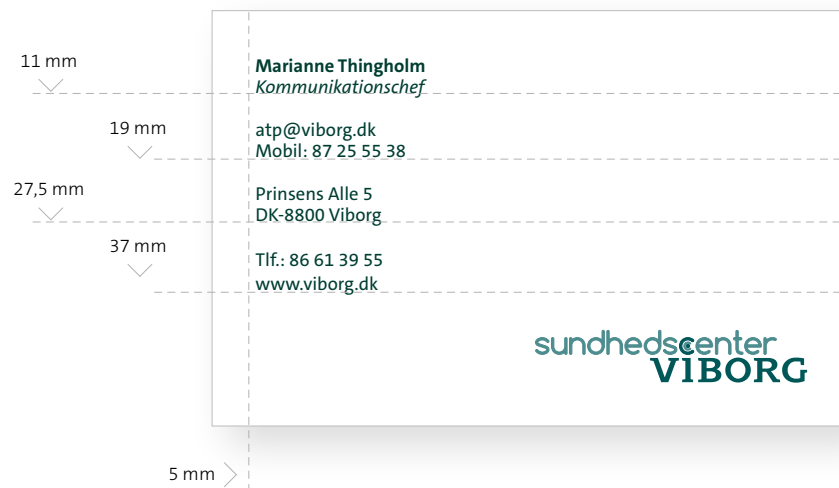 11 mm
Marianne Thingholm
Kommunikationschef
19 mm
atp@viborg.dk
Mobil: 87 25 55 38
27,5 mm
Prinsens Alle 5
DK-8800 Viborg
37 mm
Tlf.: 86 61 39 55
www.viborg.dk
sundhedscenter
VIBORG
5 mm